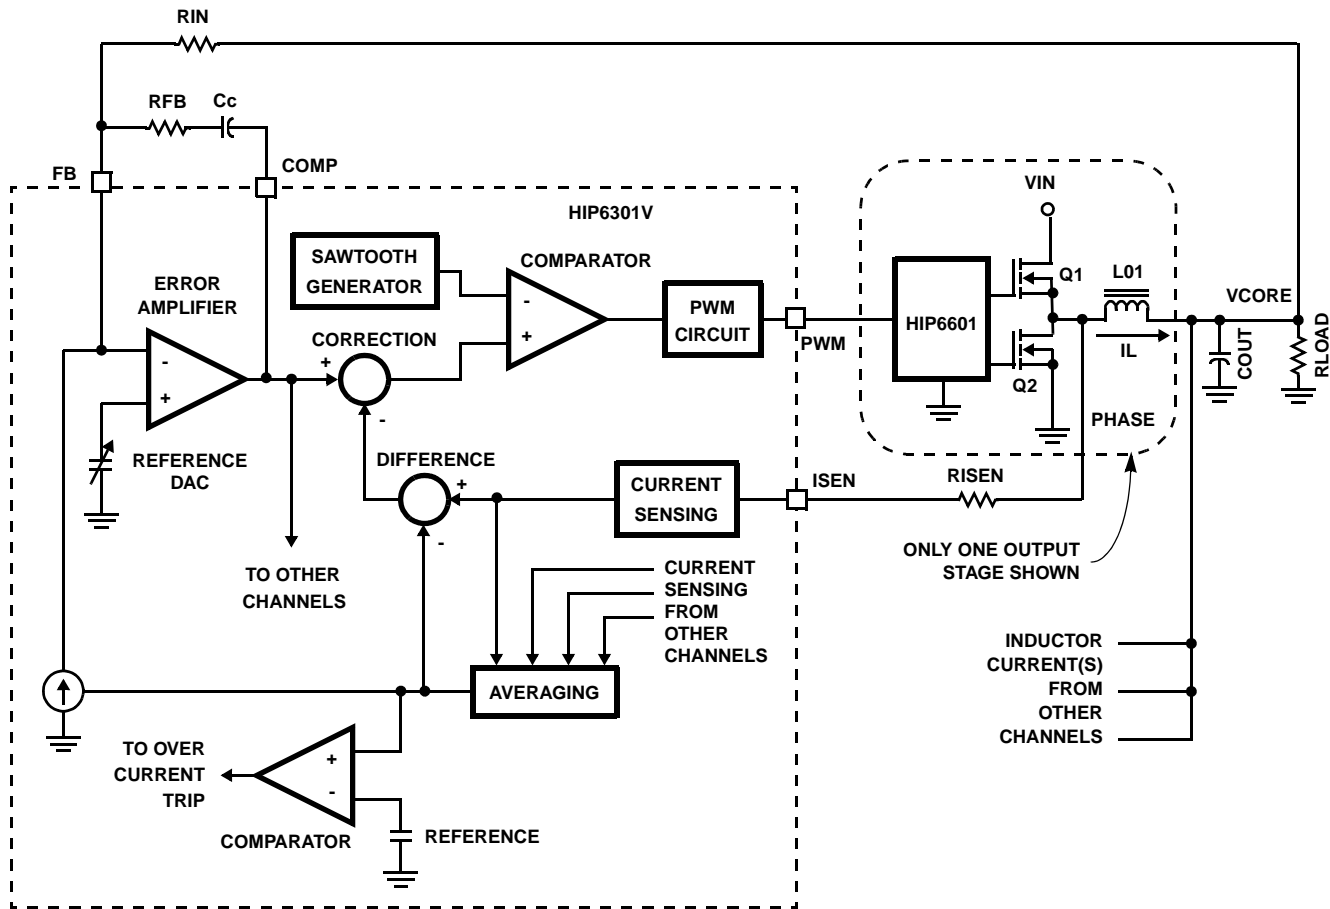 RIN
RFB
Cc
FB
COMP
HIP6301V
SAWTOOTH
GENERATOR
COMPARATOR
-
+
ERROR
AMPLIFIER
-
+
REFERENCE
DAC
CORRECTION
+
-
PWM
CIRCUIT
PWM
VIN
HIP6601
Q1
Q2
L01
IL
VCORE
COUT
RLOAD
PHASE
DIFFERENCE
+
-
CURRENT
SENSING
ISEN
RISEN
ONLY ONE OUTPUT
STAGE SHOWN
TO OTHER
CHANNELS
CURRENT
SENSING
FROM
OTHER
CHANNELS
AVERAGING
INDUCTOR
CURRENT(S)
FROM
OTHER
CHANNELS
TO OVER
CURRENT
TRIP
+
-
COMPARATOR
REFERENCE